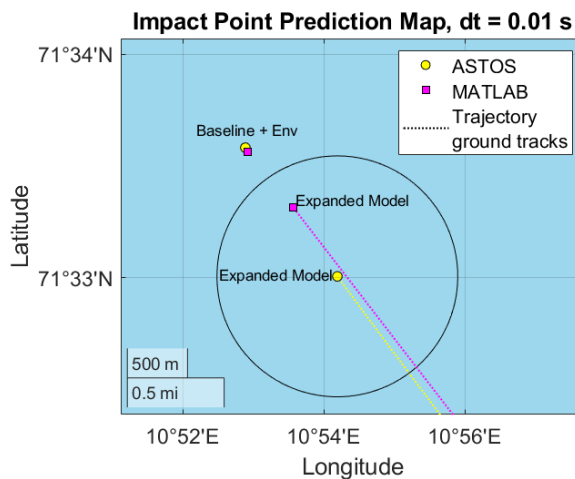 Impact Point Prediction Map, dt = 0.01 s
71°34'N
ASTOS
MATLAB
Trajectory
ground tracks
Baseline + Env
Expanded Model
Latitude
71°33'N
Expanded Model
500 m
0.5 mi
10°52'E
10°54'E
10°56'E
Longitude